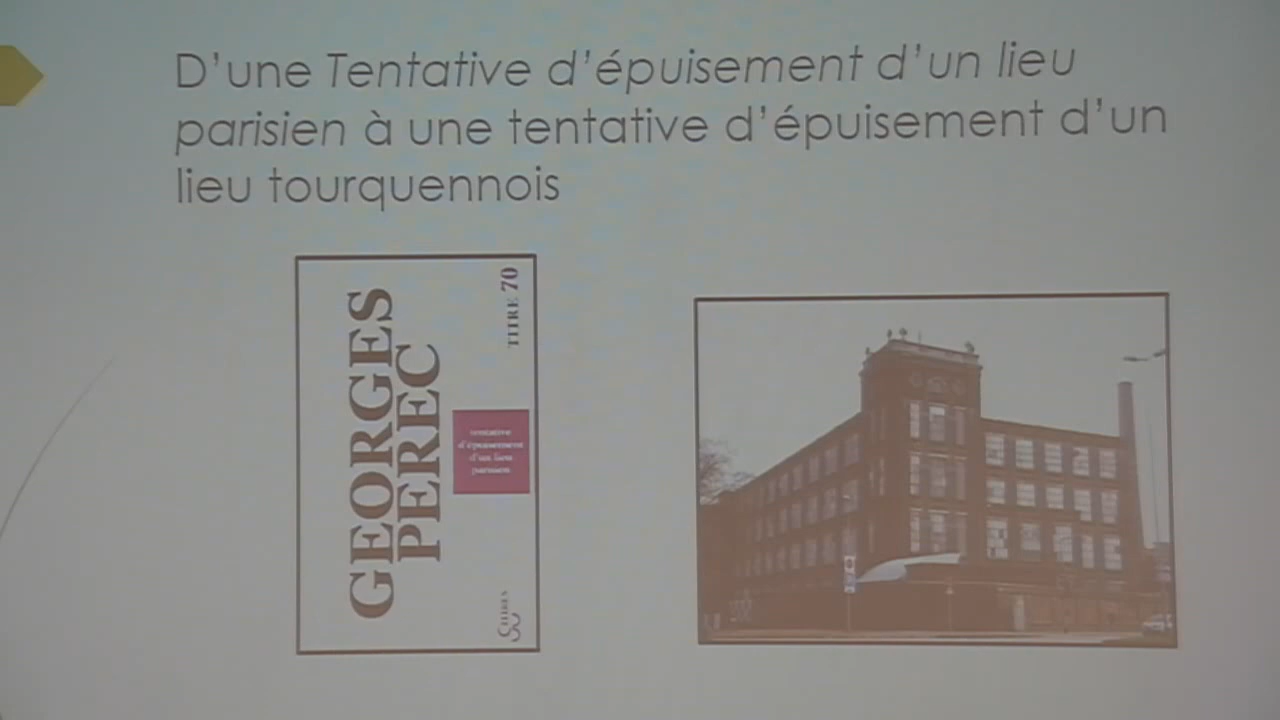 D'une Tentative d'épuisement d'un lieu
parisien à une tentative d'épuisement d'un
lieu tourquennois
GEORGES
PEREC
TITRE 70
tentative
d'épuisement
d'un lieu
parisien